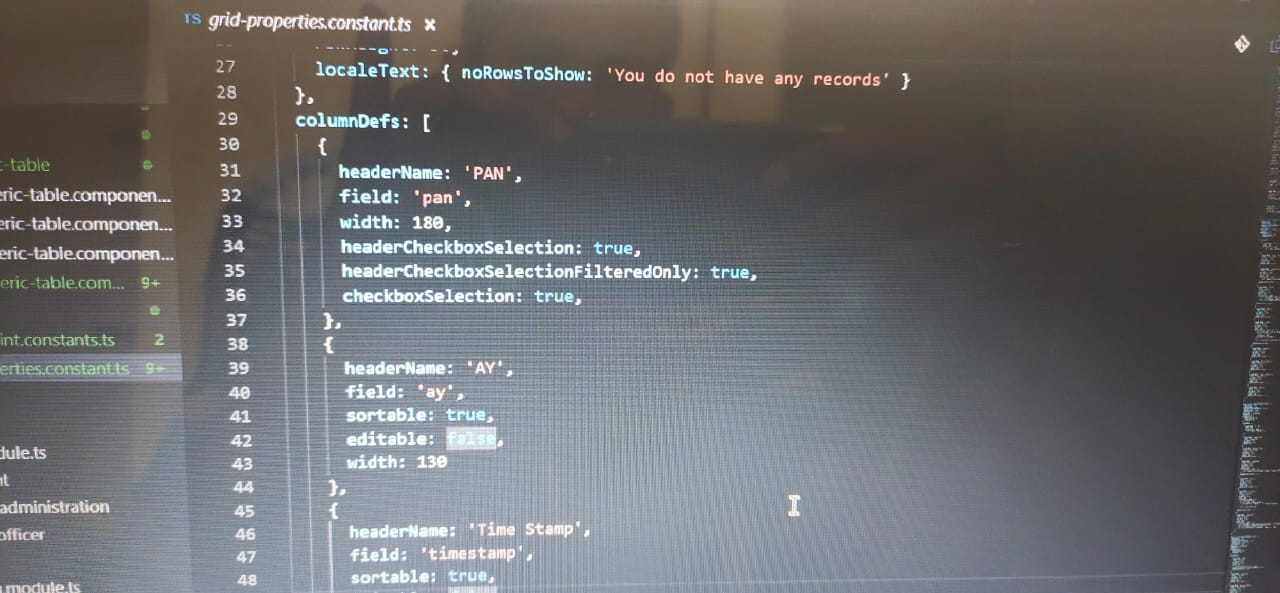 TS grid-properties.constant.ts ×
27 localeText: { noRowsToShow: 'You do not have any records' }
28 },
29 columnDefs: [
30 {
31 headerName: 'PAN',
32 field: 'pan',
33 width: 180,
34 headerCheckboxSelection: true,
35 headerCheckboxSelectionFilteredOnly: true,
36 checkboxSelection: true,
37 },
38 {
39 headerName: 'AY',
40 field: 'ay',
41 sortable: true,
42 editable: false,
43 width: 130
44 },
45 {
46 headerName: 'Time Stamp',
47 field: 'timestamp',
48 sortable: true,
-table
eric-table.componen...
eric-table.componen...
eric-table.componen...
eric-table.com... 9+
int.constants.ts 2
erties.constant.ts 9+
dule.ts
nt
administration
officer
module.ts